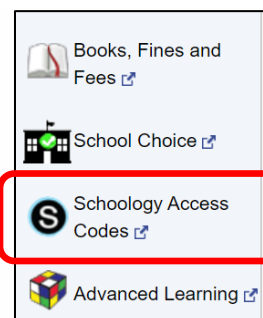 Books, Fines and
Fees
School Choice
S
Schoology Access
Codes
Advanced Learning